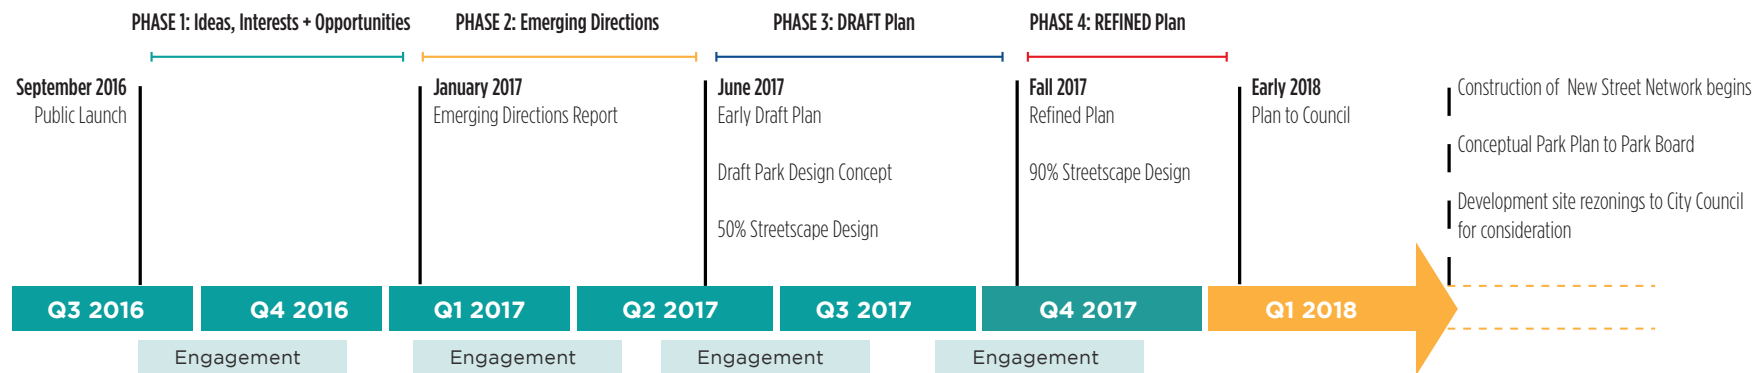 PHASE 1: Ideas, Interests + Opportunities
PHASE 2: Emerging Directions
PHASE 3: DRAFT Plan
PHASE 4: REFINED Plan
September 2016
Public Launch
January 2017
Emerging Directions Report
June 2017
Early Draft Plan
Draft Park Design Concept
50% Streetscape Design
Fall 2017
Refined Plan
90% Streetscape Design
Early 2018
Plan to Council
Construction of New Street Network begins
Conceptual Park Plan to Park Board
Development site rezonings to City Council
for consideration
Q3 2016
Q4 2016
Q1 2017
Q2 2017
Q3 2017
Q4 2017
Q1 2018
Engagement
Engagement
Engagement
Engagement